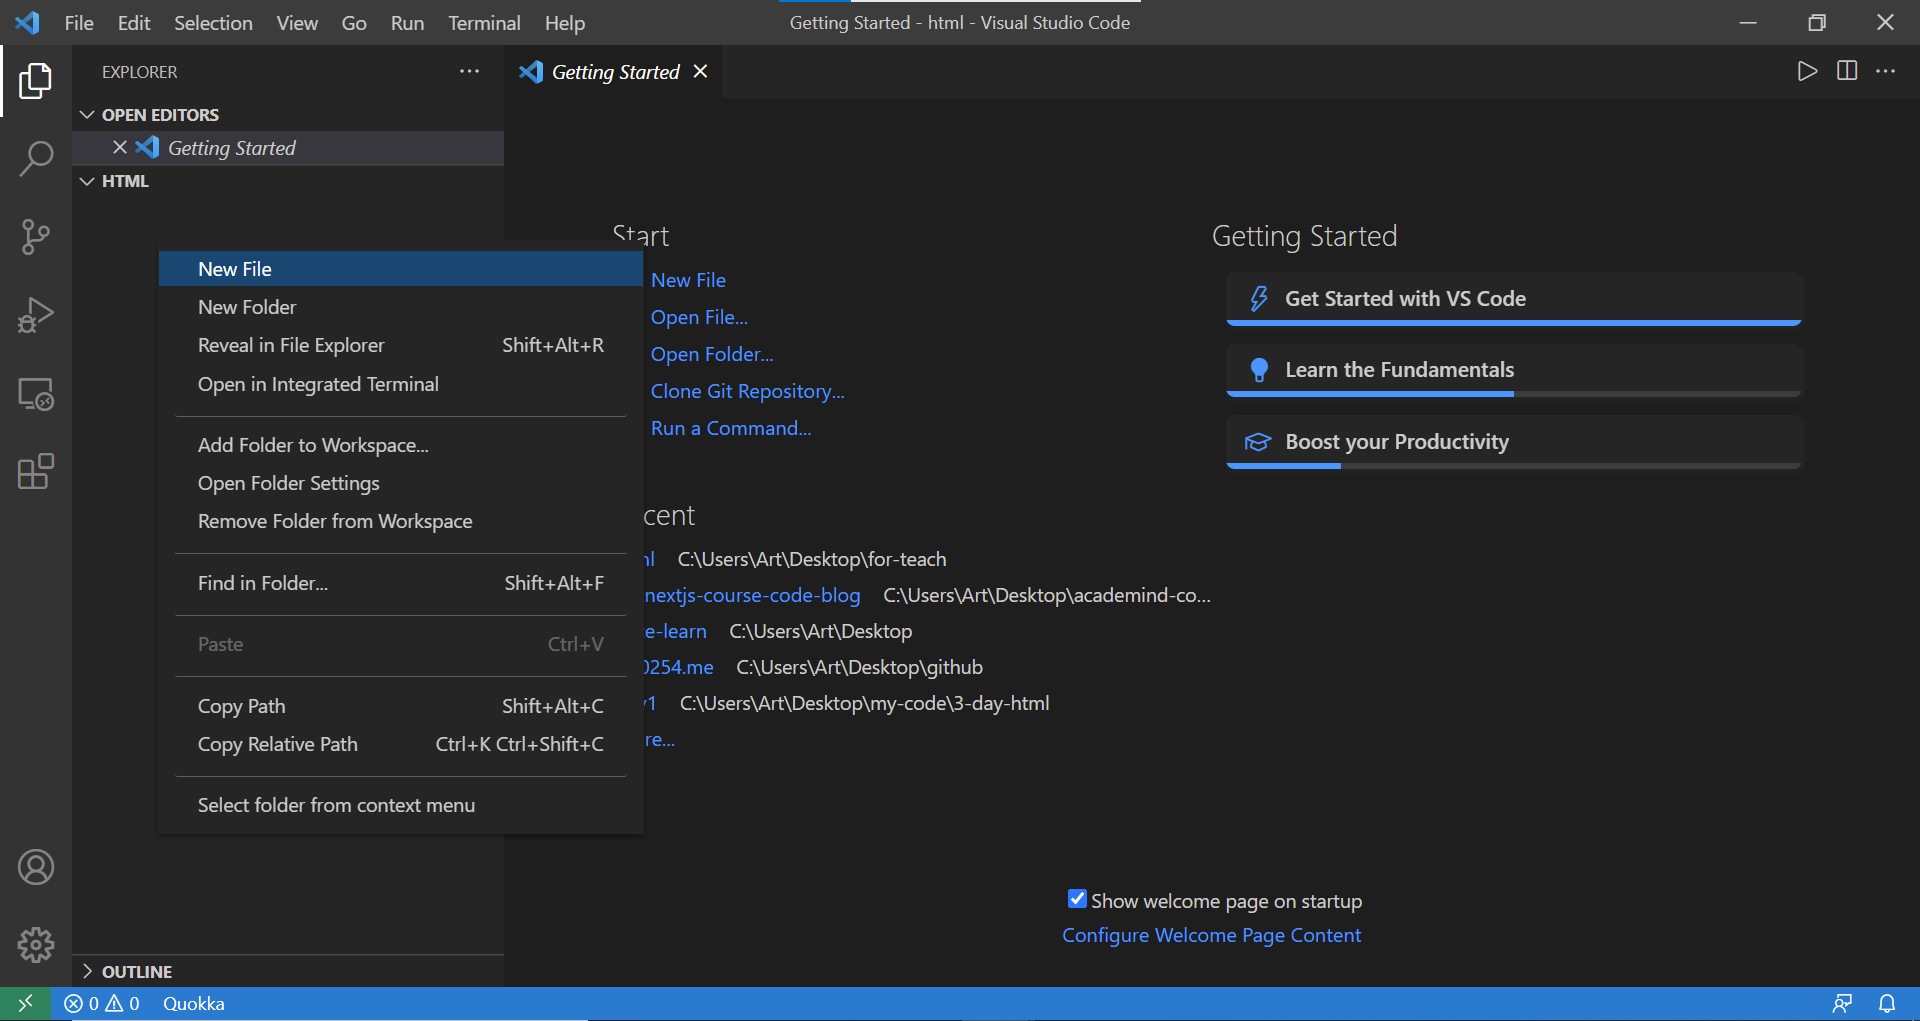 File Edit Selection View Go Run Terminal Help Getting Started - html - Visual Studio Code
EXPLORER
Getting Started
OPEN EDITORS
Getting Started
HTML
New File
New Folder
Reveal in File Explorer Shift+Alt+R
Open in Integrated Terminal
Add Folder to Workspace...
Open Folder Settings
Remove Folder from Workspace
Find in Folder... Shift+Alt+F
Paste Ctrl+V
Copy Path Shift+Alt+C
Copy Relative Path Ctrl+K Ctrl+Shift+C
Select folder from context menu
OUTLINE
Start
New File
Open File...
Open Folder...
Clone Git Repository...
Run a Command...
cent
C:\Users\Art\Desktop\for-teach
nextjs-course-code-blog C:\Users\Art\Desktop\academind-co...
e-learn C:\Users\Art\Desktop
0254.me C:\Users\Art\Desktop\github
1 C:\Users\Art\Desktop\my-code\3-day-html
re...
Getting Started
Get Started with VS Code
Learn the Fundamentals
Boost your Productivity
Show welcome page on startup
Configure Welcome Page Content
0 0 Quokka